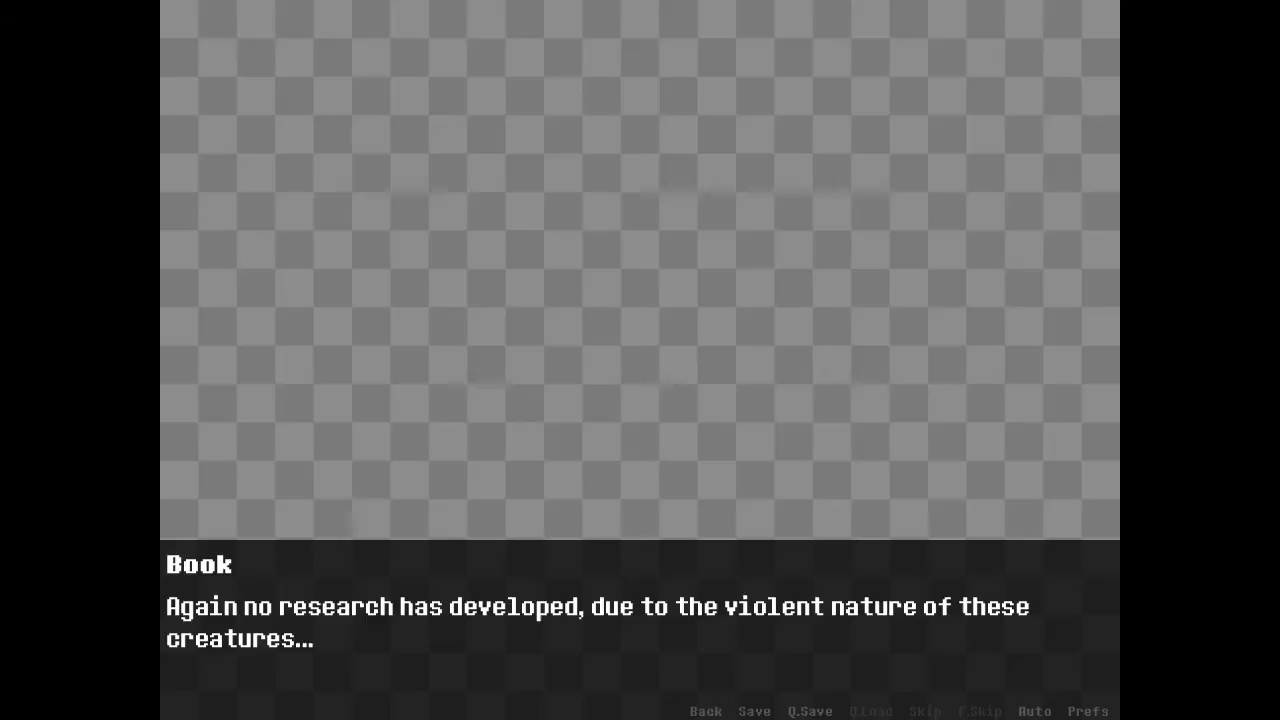 Book
Again no research has developed, due to the violent nature of these
creatures...
Back Save Q.Save Q.Load Skip F.Skip Auto Prefs